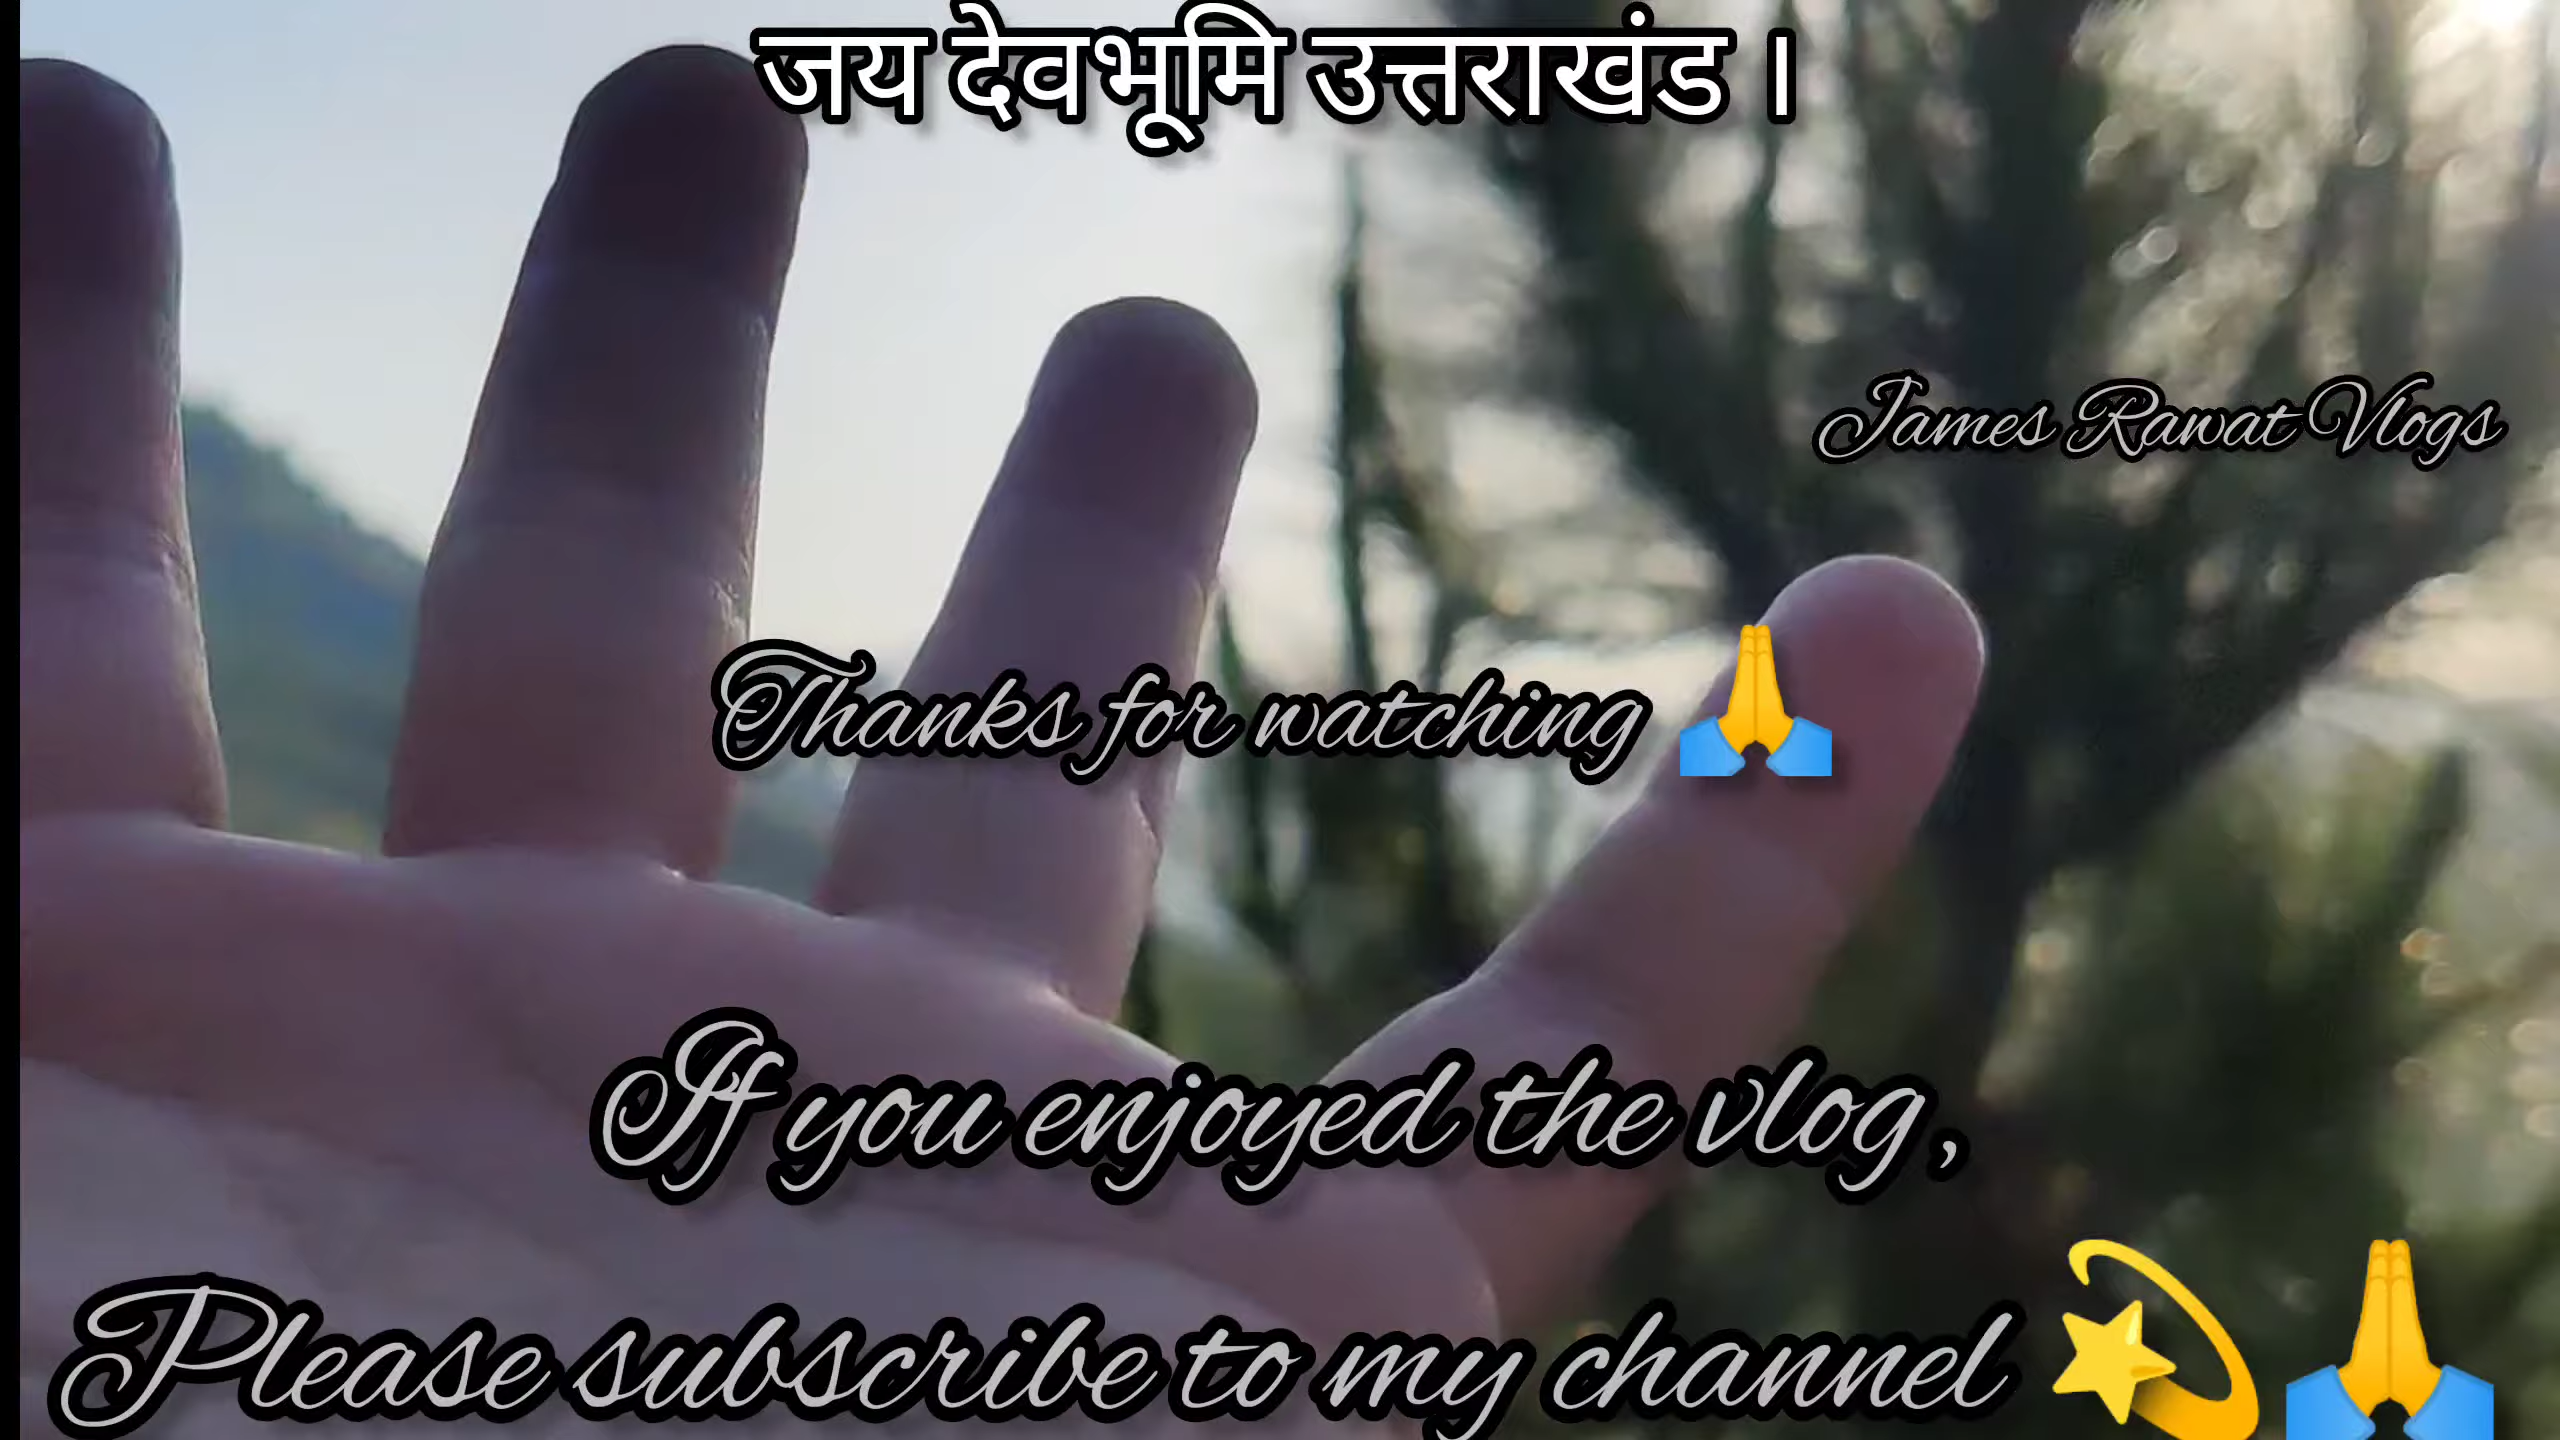 जय देवभूमि उत्तराखंड ।
James Rawat Vlogs
Thanks for watching 🙏
If you enjoyed the vlog,
Please subscribe to my channel 💫🙏